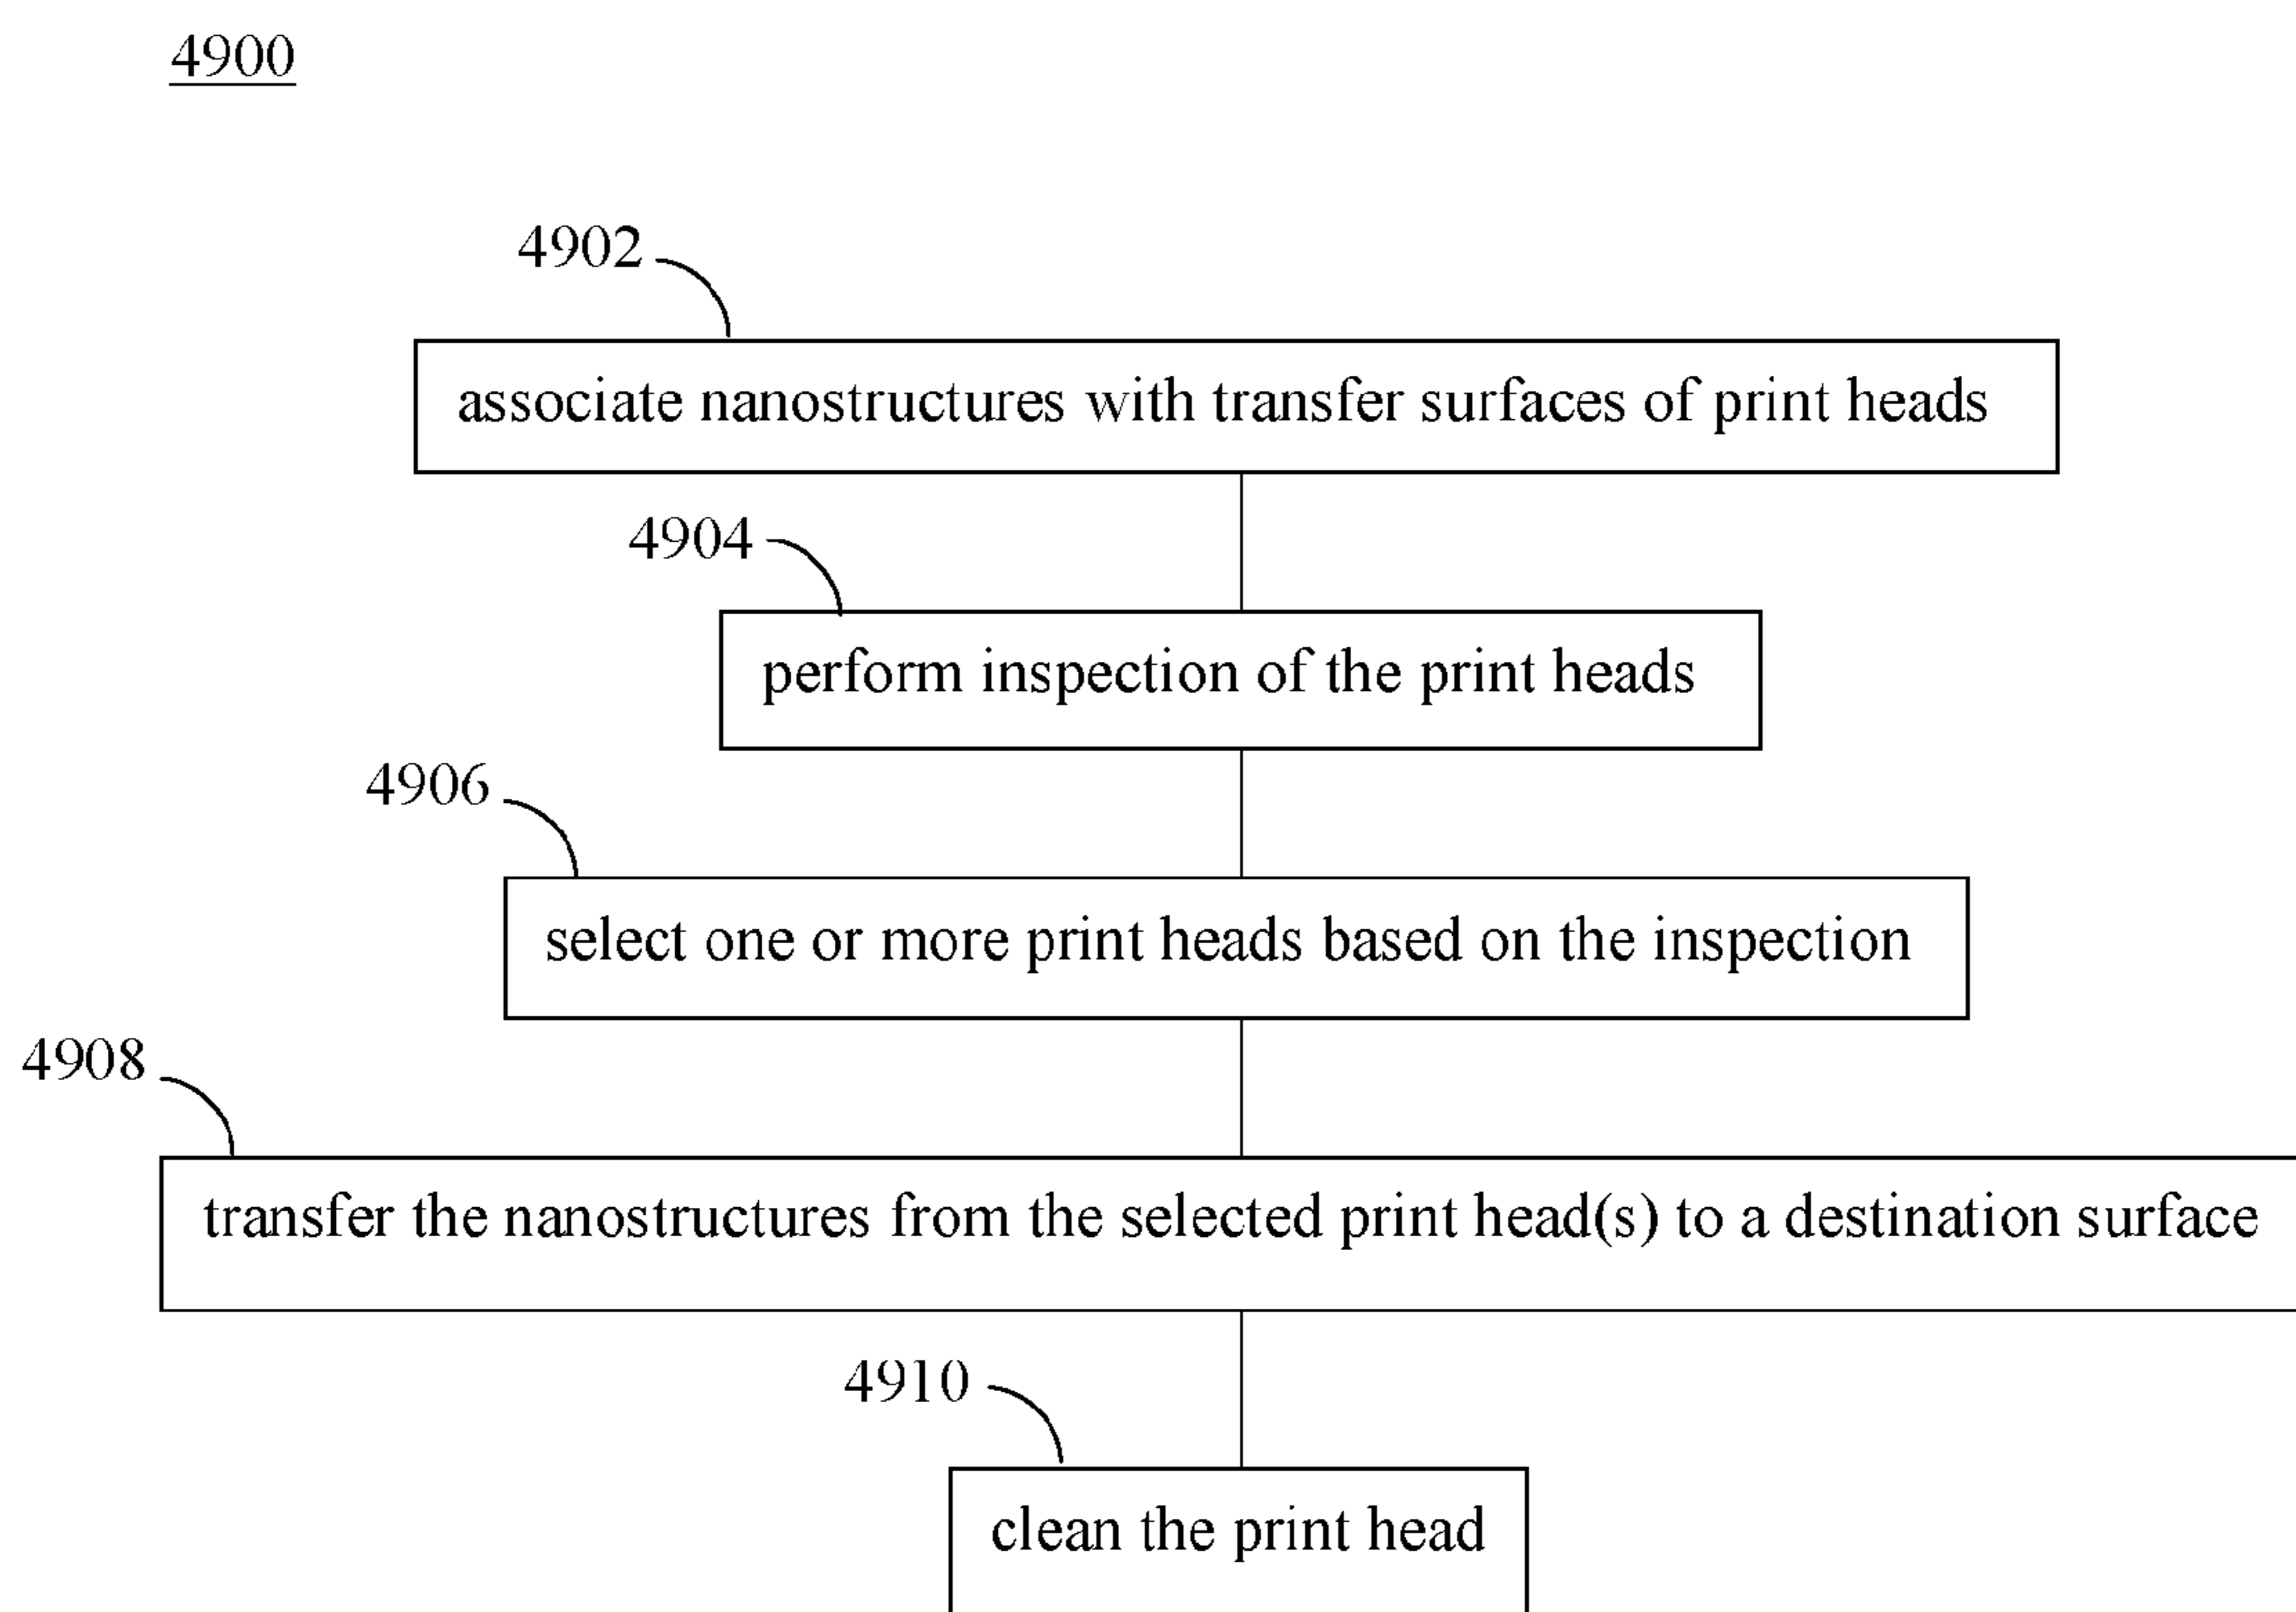 4900
4902
associate nanostructures with transfer surfaces of print heads
4904
perform inspection of the print heads
4906
select one or more print heads based on the inspection
4908
transfer the nanostructures from the selected print head(s) to a destination surface
4910
clean the print head